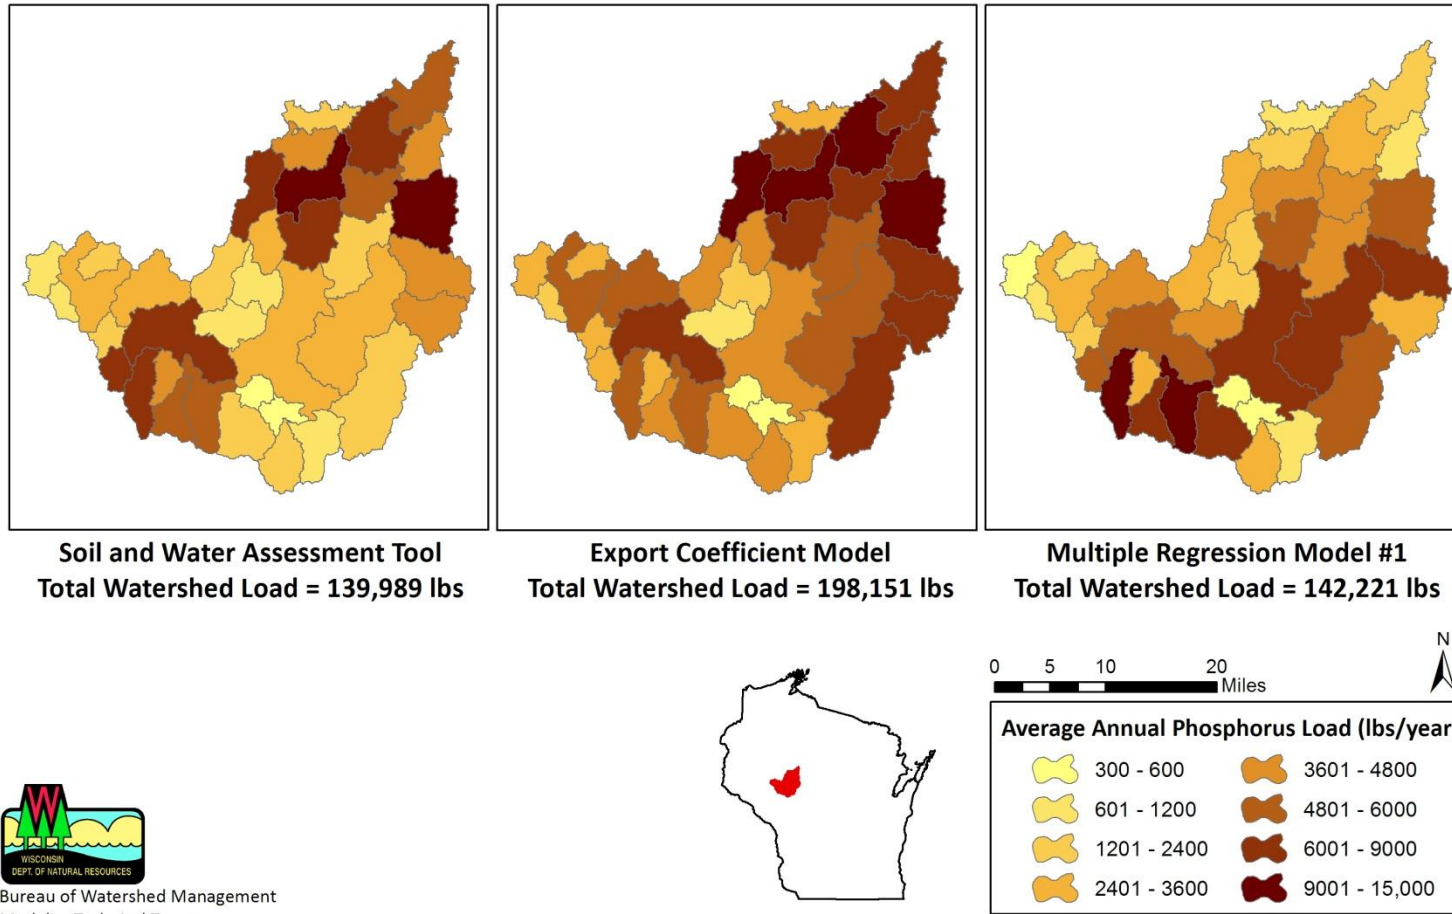 Soil and Water Assessment Tool
Total Watershed Load = 139,989 lbs
Export Coefficient Model
Total Watershed Load = 198,151 lbs
Multiple Regression Model #1
Total Watershed Load = 142,221 lbs
N
0 5 10 20
Miles
Average Annual Phosphorus Load (lbs/year
300 - 600
601 - 1200
1201 - 2400
2401 - 3600
3601 - 4800
4801 - 6000
6001 - 9000
9001 - 15,000
W
WISCONSIN
DEPT. OF NATURAL RESOURCES
Bureau of Watershed Management